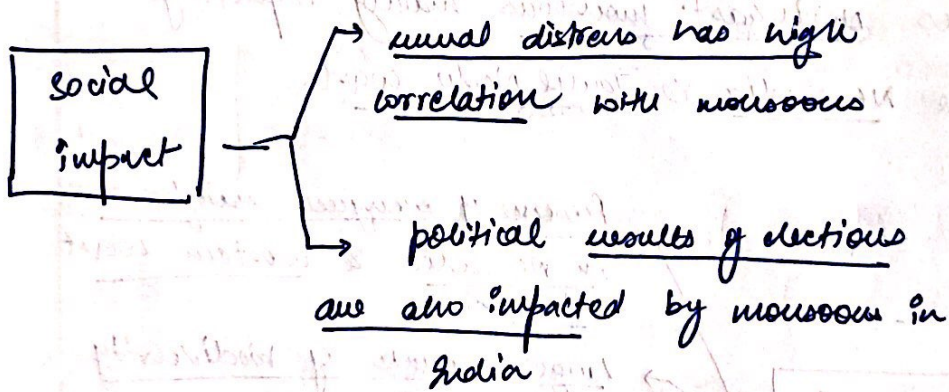 social
impact
rural distress has high
correlation with monsoons
political results of elections
are also impacted by monsoons in
India